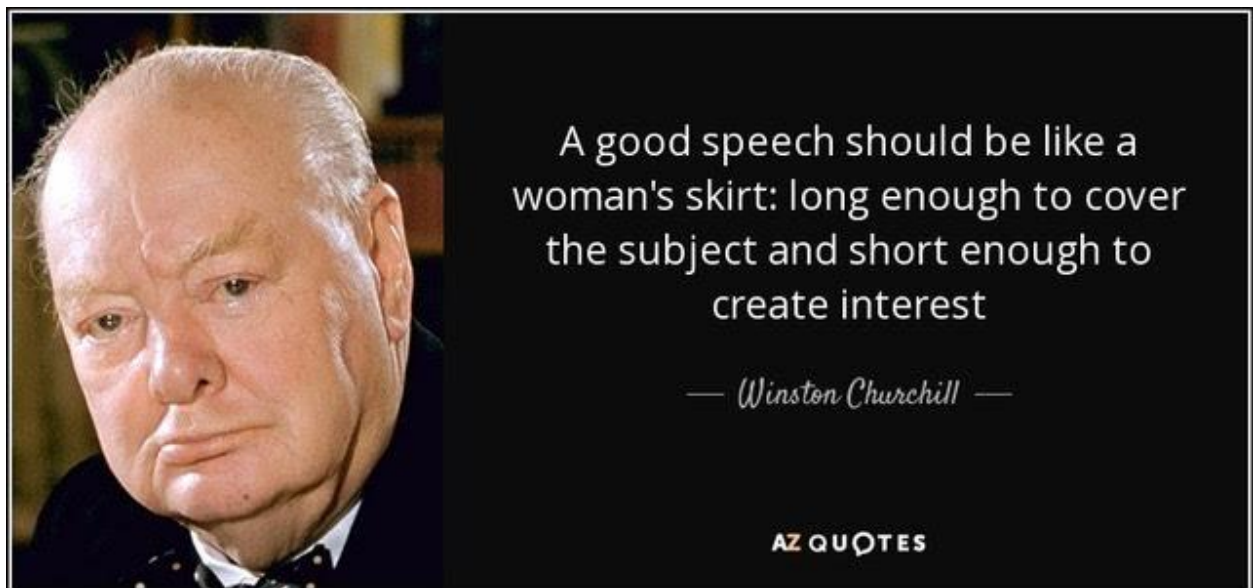 A good speech should be like a
woman's skirt: long enough to cover
the subject and short enough to
create interest
— Winston Churchill —
AZ QUOTES